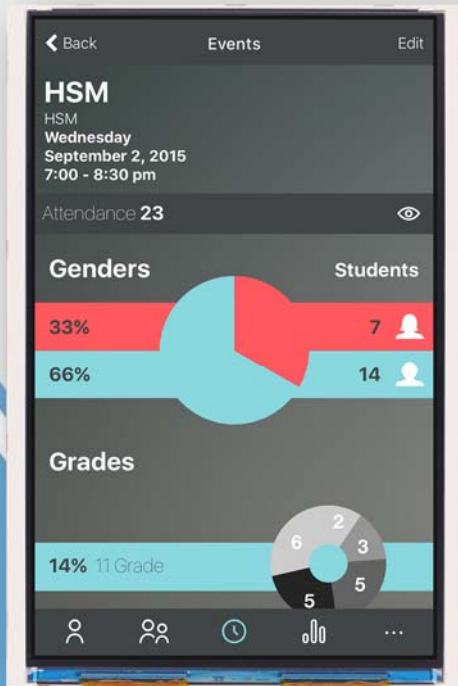 Back Events Edit
HSM
HSM
Wednesday
September 2, 2015
7:00 - 8:30 pm
Attendance 23
Genders Students
33% 7
66% 14
Grades
2
6 3
14% 11 Grade 5
5
...